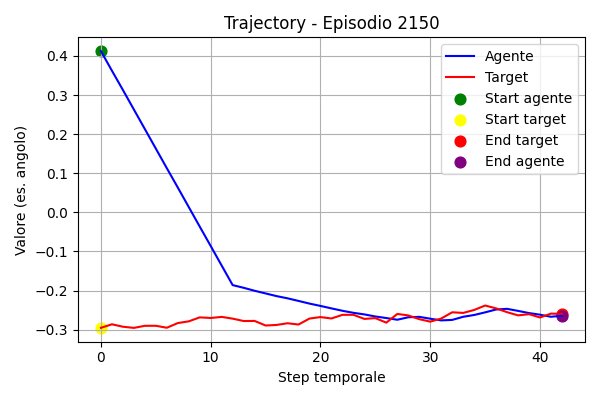 Trajectory - Episodio 2150
Valore (es. angolo)
0.4
0.3
0.2
0.1
0.0
−0.1
−0.2
−0.3
0
10
20
30
40
Step temporale
Agente
Target
Start agente
Start target
End target
End agente